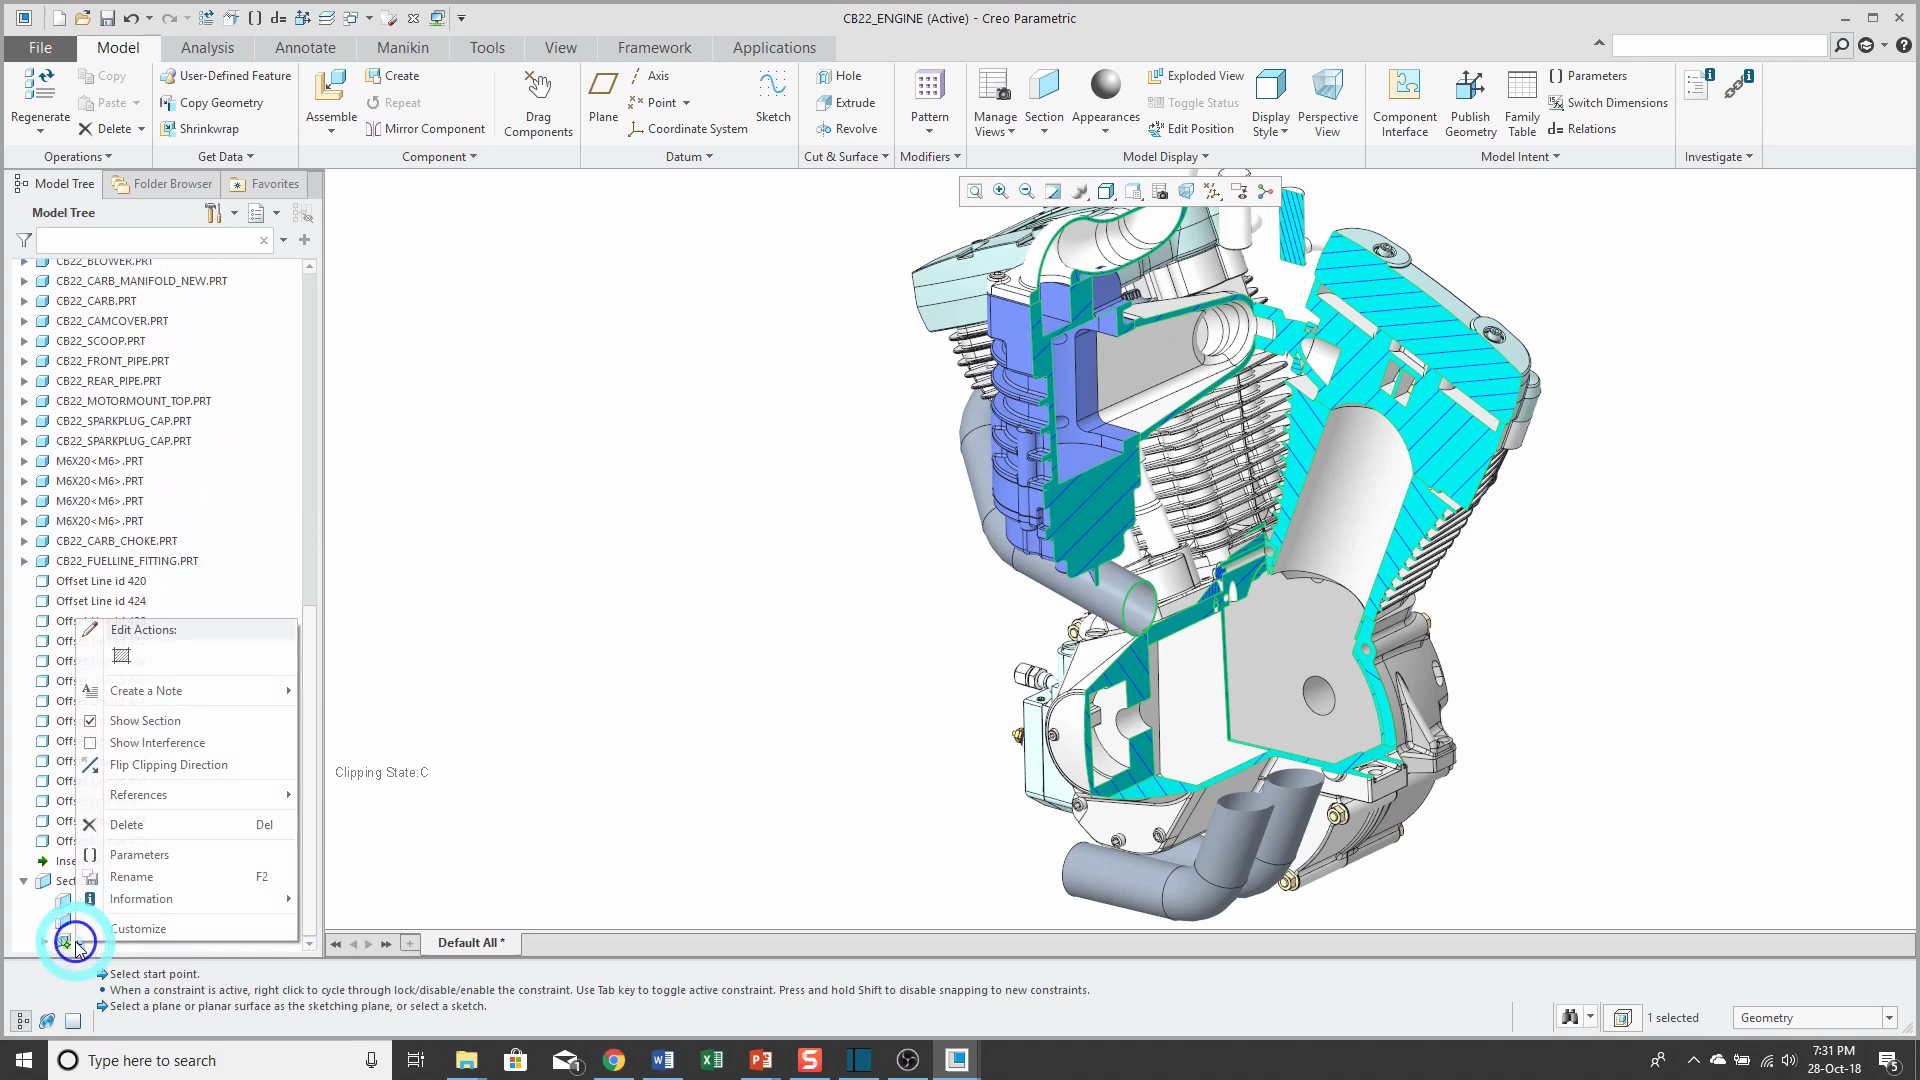 CB22_ENGINE (Active) - Creo Parametric
File
Model
Analysis
Annotate
Manikin
Tools
View
Framework
Applications
Regenerate
Copy
Paste
Delete
Operations
User-Defined Feature
Copy Geometry
Shrinkwrap
Get Data
Assemble
Create
Repeat
Mirror Component
Drag Components
Component
Plane
Axis
Point
Coordinate System
Sketch
Datum
Hole
Extrude
Revolve
Cut & Surface
Pattern
Modifiers
Manage Views
Section
Appearances
Exploded View
Toggle Status
Edit Position
Display Style
Perspective View
Model Display
Component Interface
Publish Geometry
Family Table
Parameters
Switch Dimensions
d= Relations
Model Intent
Investigate
Model Tree
Folder Browser
Favorites
Model Tree
CB22_BLOWER.PRT
CB22_CARB_MANIFOLD_NEW.PRT
CB22_CARB.PRT
CB22_CAMCOVER.PRT
CB22_SCOOP.PRT
CB22_FRONT_PIPE.PRT
CB22_REAR_PIPE.PRT
CB22_MOTORMOUNT_TOP.PRT
CB22_SPARKPLUG_CAP.PRT
CB22_SPARKPLUG_CAP.PRT
M6X20<M6>.PRT
M6X20<M6>.PRT
M6X20<M6>.PRT
M6X20<M6>.PRT
CB22_CARB_CHOKE.PRT
CB22_FUELLINE_FITTING.PRT
Offset Line id 420
Offset Line id 424
Edit Actions:
Create a Note
Show Section
Show Interference
Flip Clipping Direction
References
Delete Del
Parameters
Rename F2
Information
Customize
Clipping State:C
Default All *
Select start point.
When a constraint is active, right click to cycle through lock/disable/enable the constraint. Use Tab key to toggle active constraint. Press and hold Shift to disable snapping to new constraints.
Select a plane or planar surface as the sketching plane, or select a sketch.
1 selected
Geometry
Type here to search
7:31 PM
28-Oct-18
5